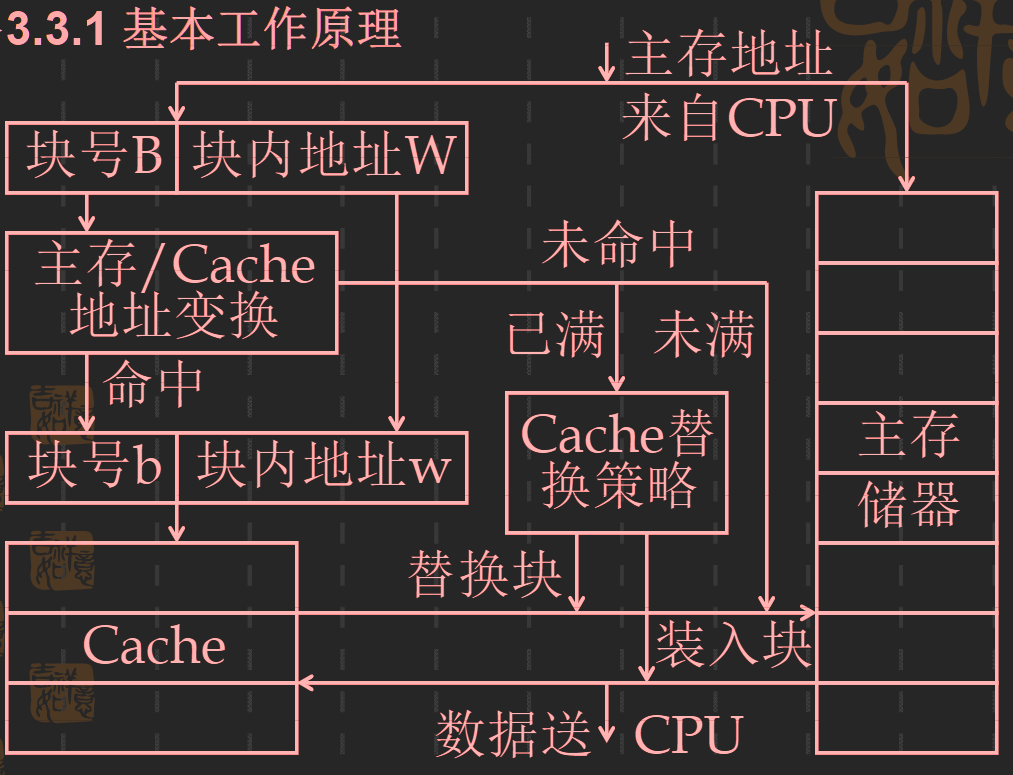 3.3.1 基本工作原理
主存地址
来自CPU
块号B 块内地址W
主存/Cache
地址变换
未命中
已满 未满
命中
Cache替
换策略
主存
储器
块号b 块内地址w
替换块
Cache
装入块
数据送 CPU